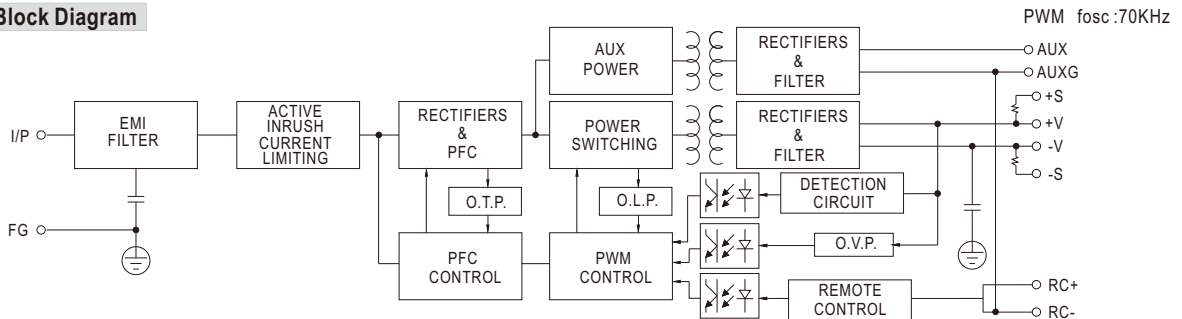 Block Diagram
PWM fosc :70KHz
AUX
POWER
RECTIFIERS
&
FILTER
AUX
AUXG
I/P
EMI
FILTER
ACTIVE
INRUSH
CURRENT
LIMITING
RECTIFIERS
&
PFC
POWER
SWITCHING
RECTIFIERS
&
FILTER
+S
+V
-V
-S
O.T.P.
O.L.P.
DETECTION
CIRCUIT
FG
PFC
CONTROL
PWM
CONTROL
O.V.P.
REMOTE
CONTROL
RC+
RC-